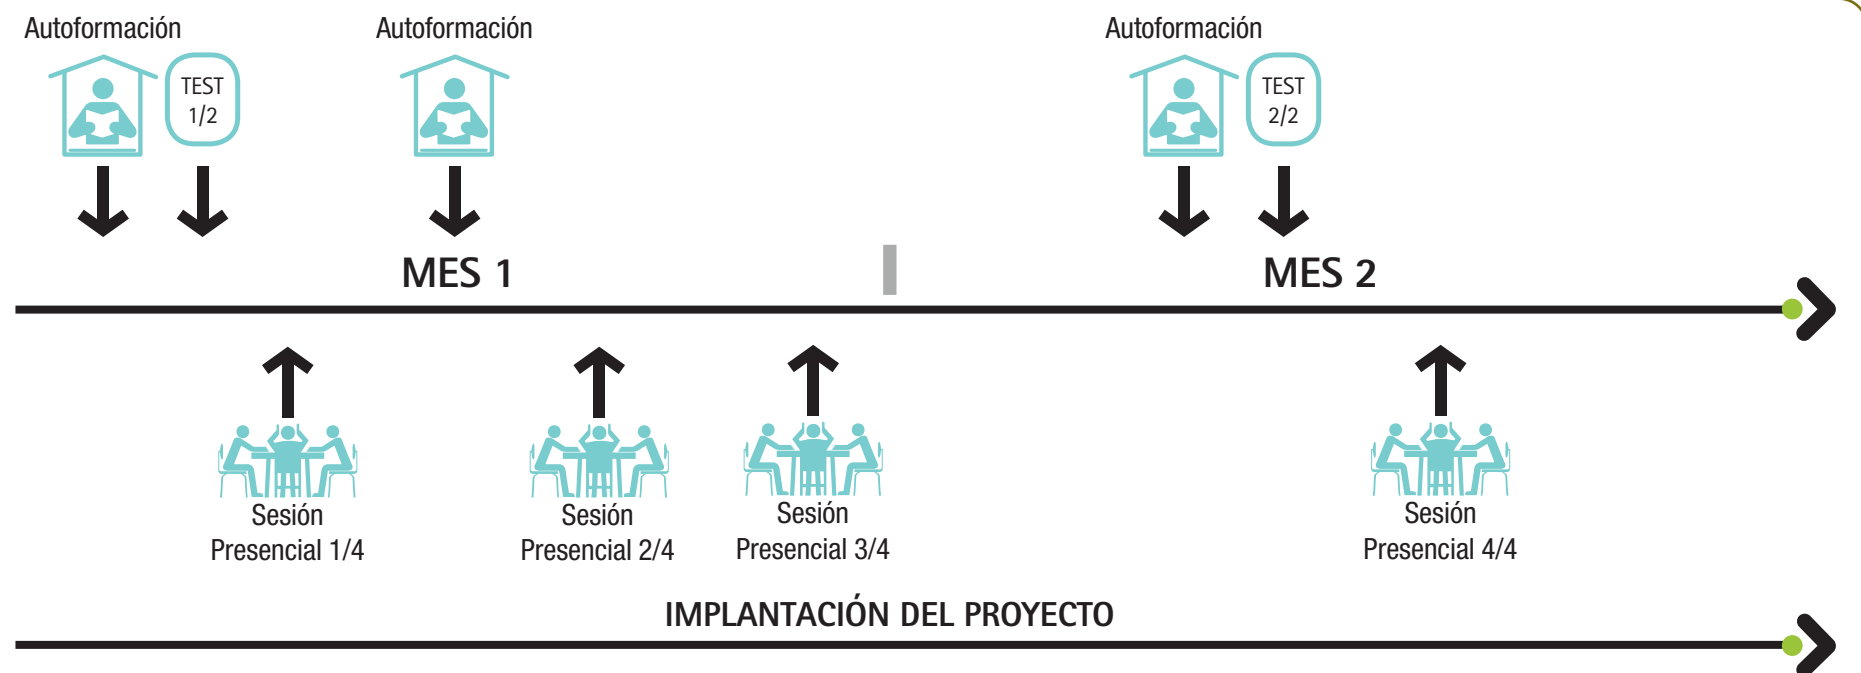 Autoformación
Autoformación
Autoformación
TEST
1/2
TEST
2/2
MES 1
MES 2
Sesión
Presencial 1/4
Sesión
Presencial 2/4
Sesión
Presencial 3/4
Sesión
Presencial 4/4
IMPLANTACIÓN DEL PROYECTO